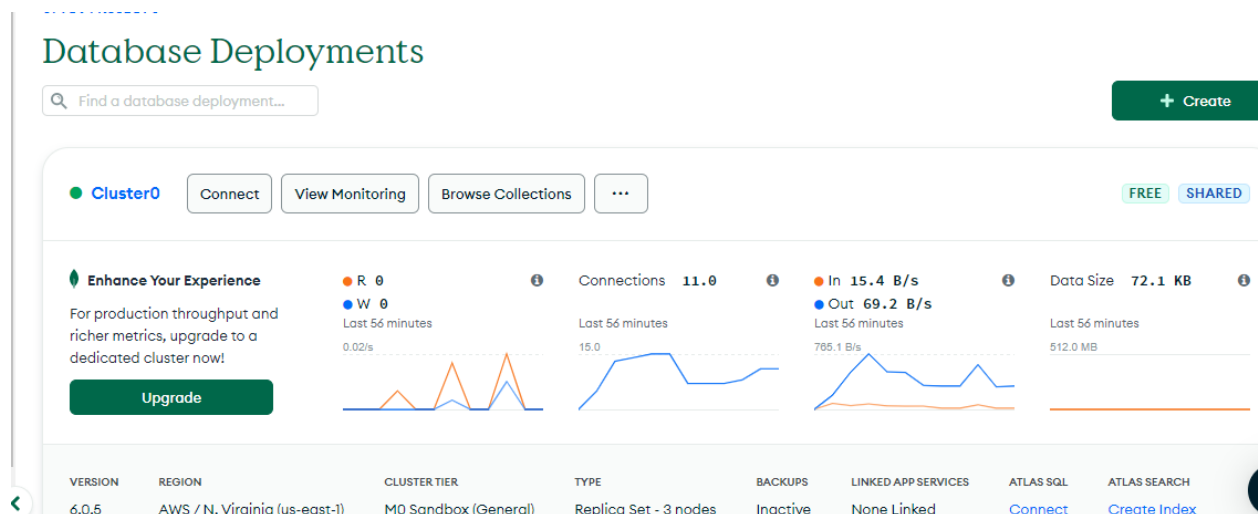 Database Deployments
Find a database deployment...
+ Create
Cluster0
Connect
View Monitoring
Browse Collections
...
FREE
SHARED
Enhance Your Experience
For production throughput and
richer metrics, upgrade to a
dedicated cluster now!
Upgrade
R 0
W 0
Last 56 minutes
0.02/s
Connections 11.0
Last 56 minutes
15.0
In 15.4 B/s
Out 69.2 B/s
Last 56 minutes
765.1 B/s
Data Size 72.1 KB
Last 56 minutes
512.0 MB
VERSION
6.0.5
REGION
AWS / N. Virginia (us-east-1)
CLUSTER TIER
M0 Sandbox (General)
TYPE
Replica Set - 3 nodes
BACKUPS
Inactive
LINKED APP SERVICES
None Linked
ATLAS SQL
Connect
ATLAS SEARCH
Create Index